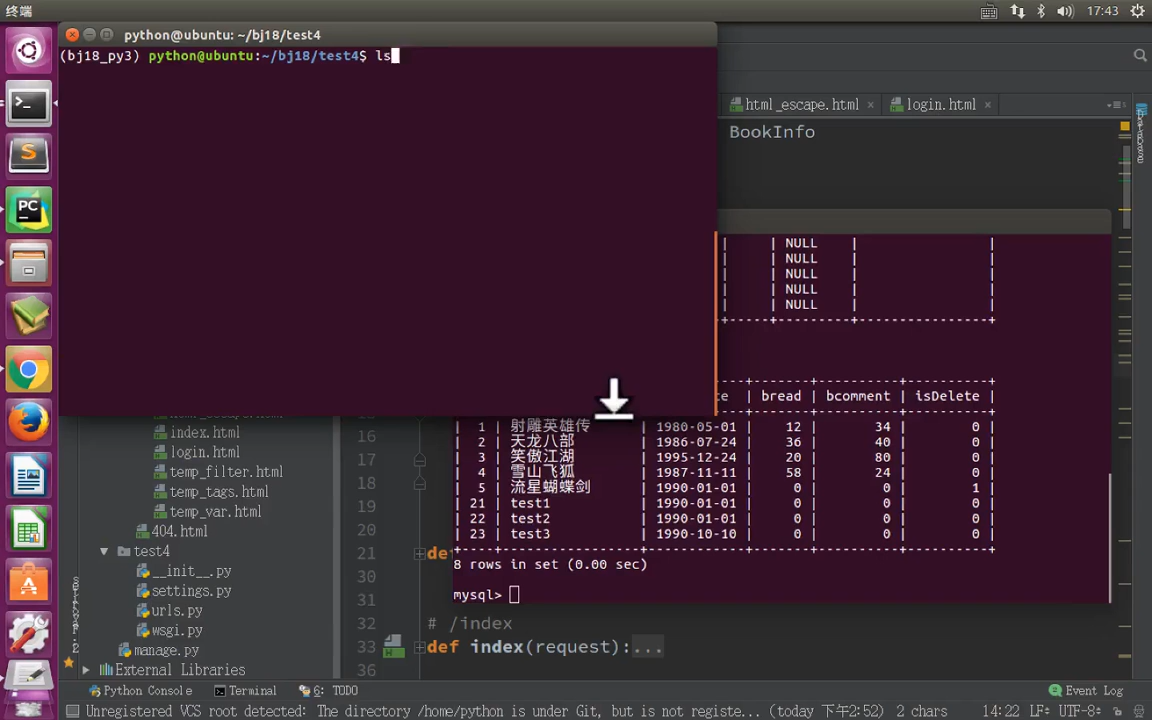 终端
17:43
python@ubuntu: ~/bj18/test4
(bj18_py3) python@ubuntu:~/bj18/test4$ ls
html_escape.html × login.html ×
BookInfo
| | NULL | |
| | NULL | |
| | NULL | |
| | NULL | |
| | NULL | |
| bread | bcomment | isDelete |
| 1 | 射雕英雄传 | 1980-05-01 | 12 | 34 | 0 |
| 2 | 天龙八部 | 1986-07-24 | 36 | 40 | 0 |
| 3 | 笑傲江湖 | 1995-12-24 | 20 | 80 | 0 |
| 4 | 雪山飞狐 | 1987-11-11 | 58 | 24 | 0 |
| 5 | 流星蝴蝶剑 | 1990-01-01 | 0 | 0 | 1 |
| 21 | test1 | 1990-01-01 | 0 | 0 | 0 |
| 22 | test2 | 1990-01-01 | 0 | 0 | 0 |
| 23 | test3 | 1990-10-10 | 0 | 0 | 0 |
8 rows in set (0.00 sec)
mysql>
index.html
login.html
temp_filter.html
temp_tags.html
temp_var.html
404.html
test4
__init__.py
settings.py
urls.py
wsgi.py
manage.py
External Libraries
16
17
18
19
20
21 de
30
31
32 # /index
33 def index(request):...
36
Python Console Terminal 6: TODO Event Log
Unregistered VCS root detected: The directory /home/python is under Git, but is not registe... (today 下午2:52) 2 chars 14:22 LF÷ UTF-8÷